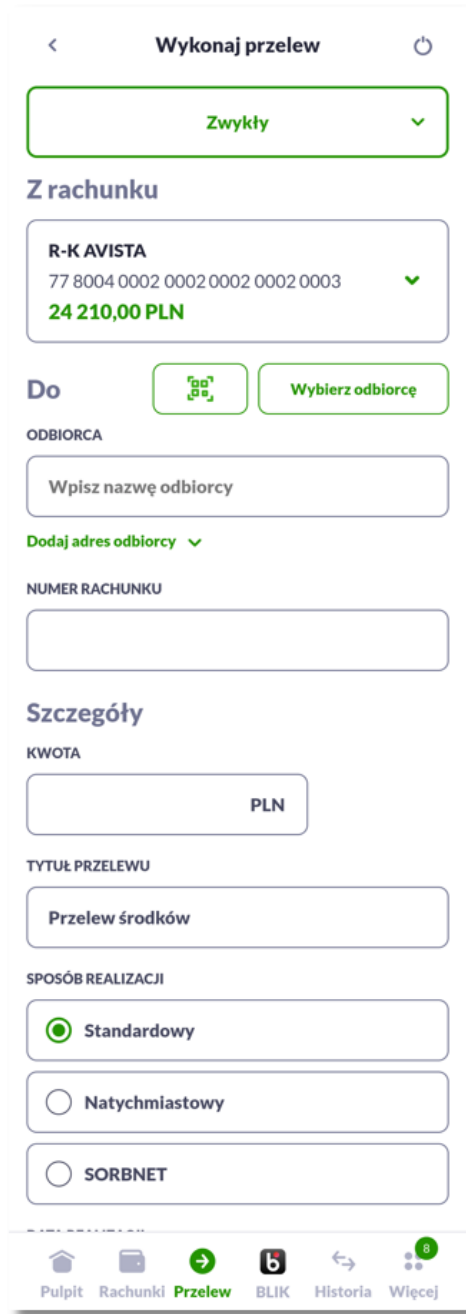 Wykonaj przelew
Zwykły
Z rachunku
R-K AVISTA
77 8004 0002 0002 0002 0002 0003
24 210,00 PLN
Do
Wybierz odbiorcę
ODBIORCA
Wpisz nazwę odbiorcy
Dodaj adres odbiorcy
NUMER RACHUNKU
Szczegóły
KWOTA
PLN
TYTUŁ PRZELEWU
Przelew środków
SPOSÓB REALIZACJI
Standardowy
Natychmiastowy
SORBNET
8
Pulpit Rachunki Przelew BLIK Historia Więcej